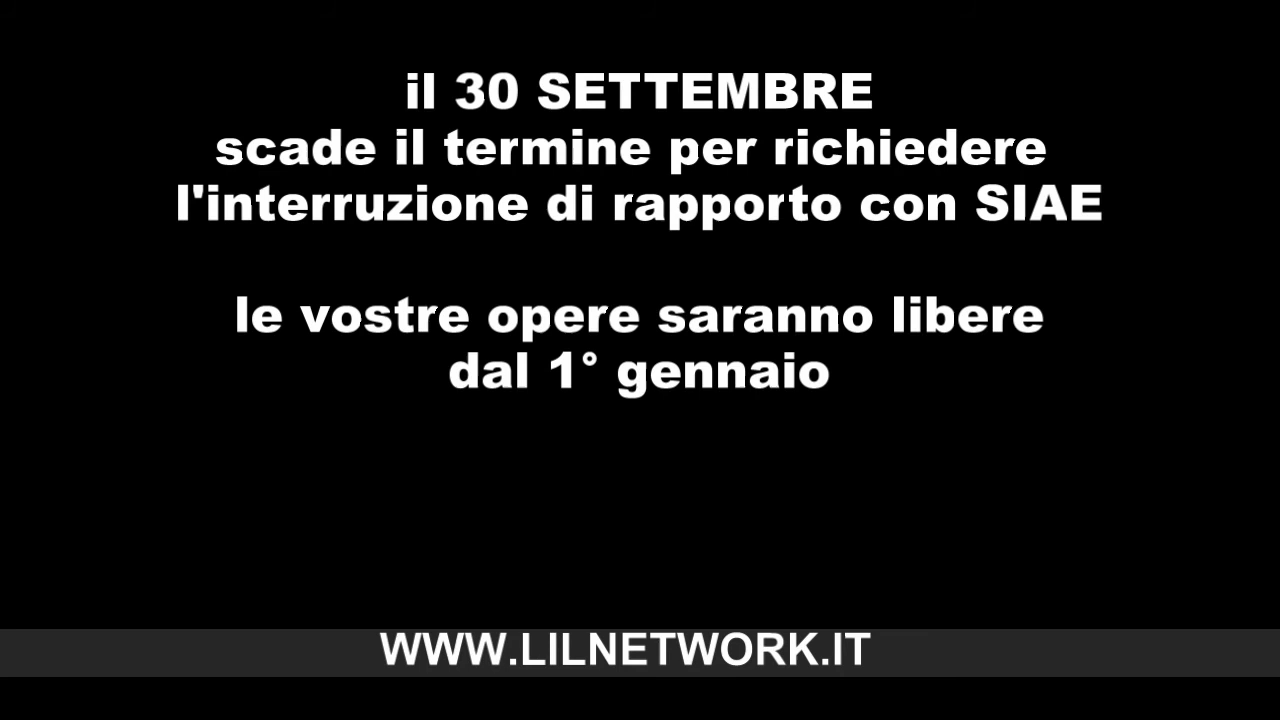 il 30 SETTEMBRE
scade il termine per richiedere
l'interruzione di rapporto con SIAE
le vostre opere saranno libere
dal 1° gennaio
WWW.LILNETWORK.IT